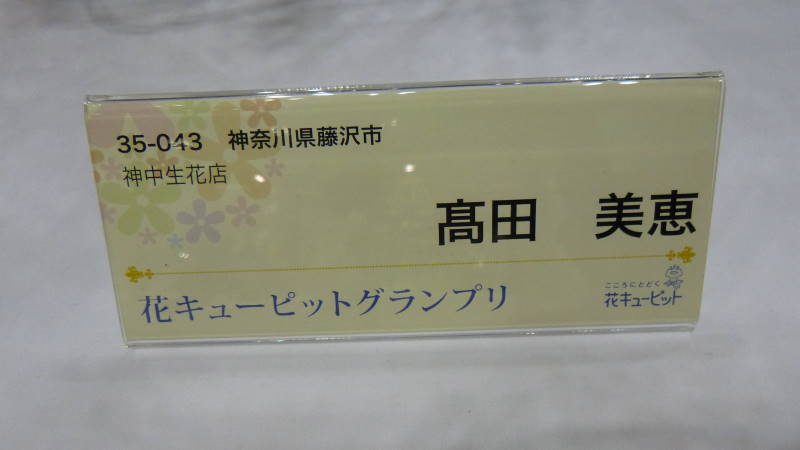 35-043 神奈川県藤沢市
神中生花店
髙田 美恵
花キューピットグランプリ
こころにとどく
花キューピット